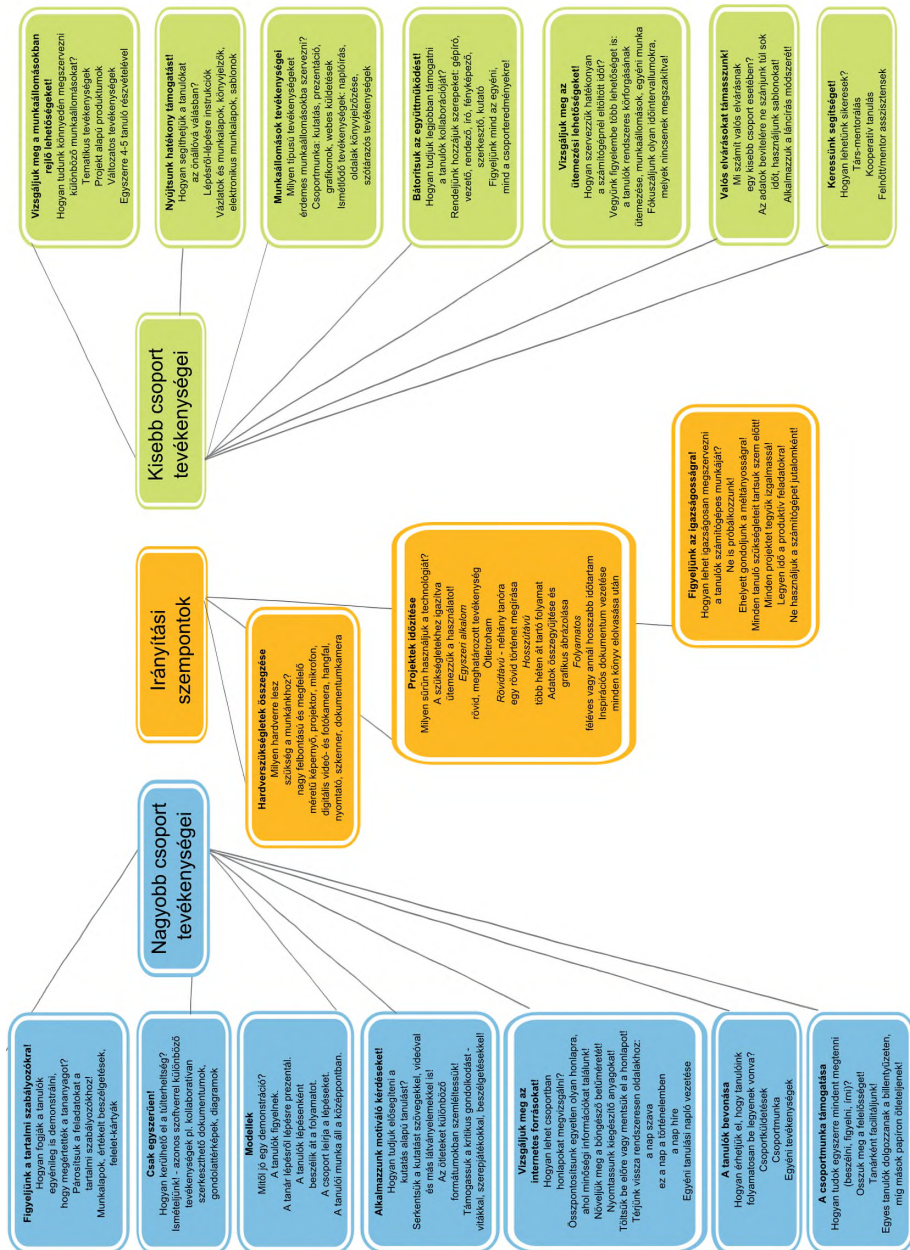 Nagyobb csoport
tevékenységei
Figyeljünk a tartalmi szabályozókra!
Hogyan fogják a tanulók
egyénileg is demonstrálni,
hogy megértették a tananyagot?
Párosítsuk a feladatokat a
tartalmi szabályozókhoz!
Munkalapok, értékelt beszélgetések,
felelet-kártyák
Csak egyszerűen!
Hogyan kerülhető el a túlterheltség?
Ismételjünk! - azonos szoftverrel különböző
tevékenységek pl. kollaboratívan
szerkeszthető dokumentumok,
gondolattérképek, diagramok
Modellek
Mitől jó egy demonstráció?
A tanulók figyelnek.
A tanár lépésről lépésre prezentál.
A tanulók lépésenként
beszélik át a folyamatot.
A csoport leírja a lépéseket.
A tanulói munka áll a középpontban.
Alkalmazzunk motiváló kérdéseket!
Hogyan tudjuk elősegíteni a
kutatás alapú tanulást?
Serkentsük a kutatást szövegekkel, videóval
és más látványelemekkel is!
Az ötleteket különböző
formátumokban szemléltessük!
Támogassuk a kritikus gondolkodást -
vitákkal, szerepjátékokkal, beszélgetésekkel!
Vizsgáljuk meg az
internetes forrásokat!
Hogyan lehet csoportban
honlapokat megvizsgálni?
Összpontosítsunk egyetlen olyan honlapra,
ahol minőségi információkat találunk!
Növeljük meg a böngésző betűméretét!
Nyomtassunk kiegészítő anyagokat!
Töltsük be előre vagy mentsük el a honlapot!
Térjünk vissza rendszeresen oldalakhoz:
a nap szava
ez a nap a történelemben
a nap híre
Egyéni tanulási napló vezetése
A tanulók bevonása
Hogyan érhetjük el, hogy tanulóink
folyamatosan be legyenek vonva?
Csoportküldetések
Csoportmunka
Egyéni tevékenységek
A csoportmunka támogatása
Hogyan tudok egyszerre mindent megtenni
(beszélni, figyelni, írni)?
Osszuk meg a felelősséget!
Tanárként facilitáljunk!
Egyes tanulók dolgozzanak a billentyűzeten,
míg mások papíron ötletejenek!
Irányítási
szempontok
Hardverszükségletek összegzése
Milyen hardverre lesz
szükség a munkánkhoz?
nagy felbontású és megfelelő
méretű képernyő, projektor, mikrofon,
digitális videó- és fotókamera, hangfal,
nyomtató, szkenner, dokumentumkamera
Projektek időzítése
Milyen sűrűn használjuk a technológiát?
A szükségletekhez igazítva
ütemezzük a használatot!
Egyszeri alkalom
rövid, meghatározott tevékenység
Ötletroham
Rövidtávú - néhány tanóra
egy rövid történet megírása
Hosszútávú
több héten át tartó folyamat
Adatok összegyűjtése és
grafikus ábrázolása
Folyamatos
féléves vagy annál hosszabb időtartam
Inspirációs dokumentum vezetése
minden könyv elolvasása után
Figyeljünk az igazságosságra!
Hogyan lehet igazságosan megszervezni
a tanulók számítógépes munkáját?
Ne is próbálkozzunk!
Ehelyett gondoljunk a méltányosságra!
Minden tanuló szükségleteit tartsuk szem előtt!
Minden projektet tegyük izgalmassá!
Legyen idő a produktív feladatokra!
Ne használjuk a számítógépet jutalomként!
Kisebb csoport
tevékenységei
Vizsgáljuk meg a munkaállomásokban
rejlő lehetőségeket!
Hogyan tudunk könnyedén megszervezni
különböző munkaállomásokat?
Tematikus tevékenységek
Projekt alapú produktumok
Változatos tevékenységek
Egyszerre 4-5 tanuló részvételével
Nyújtsunk hatékony támogatást!
Hogyan segíthetjük a tanulókat
az önállóvá válásban?
Lépésről-lépésre instrukciók
Vázlatok és munkalapok, könyvjelzők,
elektronikus munkalapok, sablonok
Munkaállomások tevékenységei
Milyen típusú tevékenységeket
érdemes munkaállomásokba szervezni?
Csoportmunka: kutatás, prezentáció,
grafikonok, webes küldetések
Ismétlődő tevékenységek: naplóírás,
oldalak könyvjelzőzése,
szótárazós tevékenységek
Bátorítsuk az együttműködést!
Hogyan tudjuk legjobban támogatni
a tanulók kollaborációját?
Rendeljünk hozzájuk szerepeket: gépíró,
vezető, rendező, író, fényképező,
szerkesztő, kutató
Figyeljünk mind az egyéni,
mind a csoporteredményekre!
Vizsgáljuk meg az
ütemezési lehetőségeket!
Hogyan szervezzük hatékonyan
a számítógépnél eltöltött időt?
Vegyünk figyelembe több lehetőséget is:
a tanulók rendszeres körforgásának
ütemezése, munkaállomások, egyéni munka
Fókuszáljunk olyan időintervallumokra,
melyek nincsenek megszakítva!
Valós elvárásokat támasszunk!
Mi számít valós elvárásnak
egy kisebb csoport esetében?
Az adatok bevitelére ne szánjunk túl sok
időt, használjunk sablonokat!
Alkalmazzuk a láncírás módszerét!
Keressünk segítséget!
Hogyan lehetünk sikeresek?
Társ-mentorálás
Kooperatív tanulás
Felnőttmentor asszisztensek